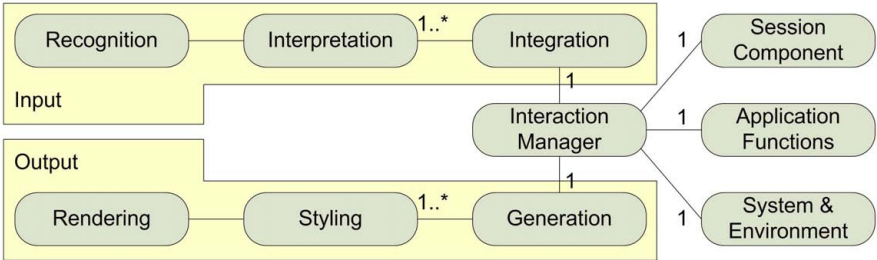 Recognition
Interpretation
1..*
Integration
1
Session
Component
Input
1
Interaction
Manager
1
Application
Functions
Output
1
Rendering
Styling
1..*
Generation
1
System &
Environment